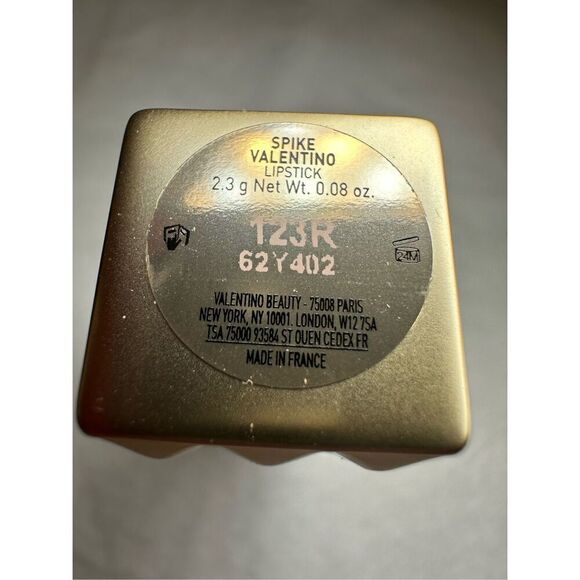 SPIKE
VALENTINO
LIPSTICK
2.3 g Net Wt. 0.08 oz.
123R
62Y402
24M
VALENTINO BEAUTY - 75008 PARIS
NEW YORK, NY 10001. LONDON, W12 7SA
TSA 75000 93584 ST OUEN CEDEX FR
MADE IN FRANCE